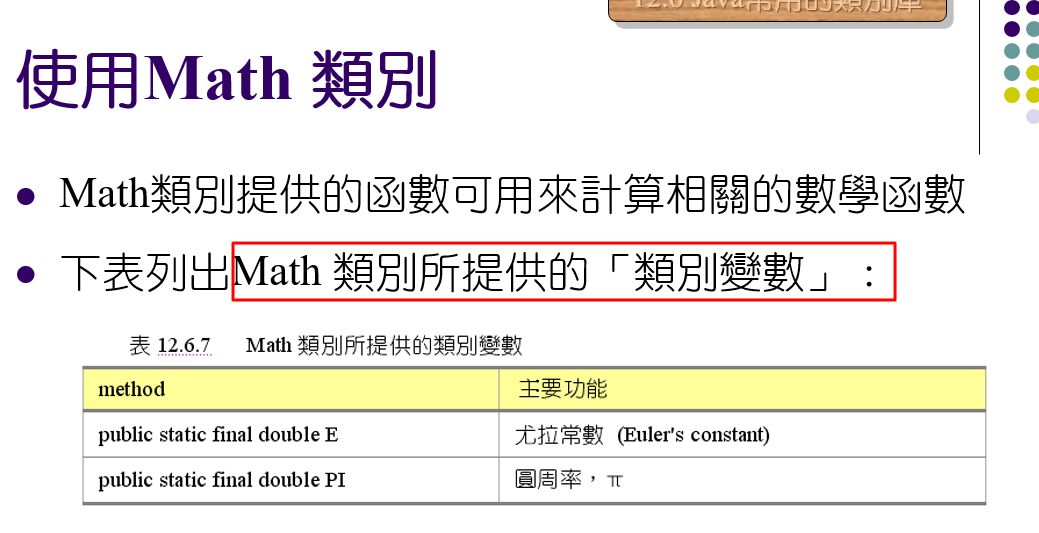 12.6 Java常用的類別庫
使用Math 類別
Math類別提供的函數可用來計算相關的數學函數
下表列出Math 類別所提供的「類別變數」：
表 12.6.7 Math 類別所提供的類別變數
method 主要功能
public static final double E 尤拉常數 (Euler's constant)
public static final double PI 圓周率，π